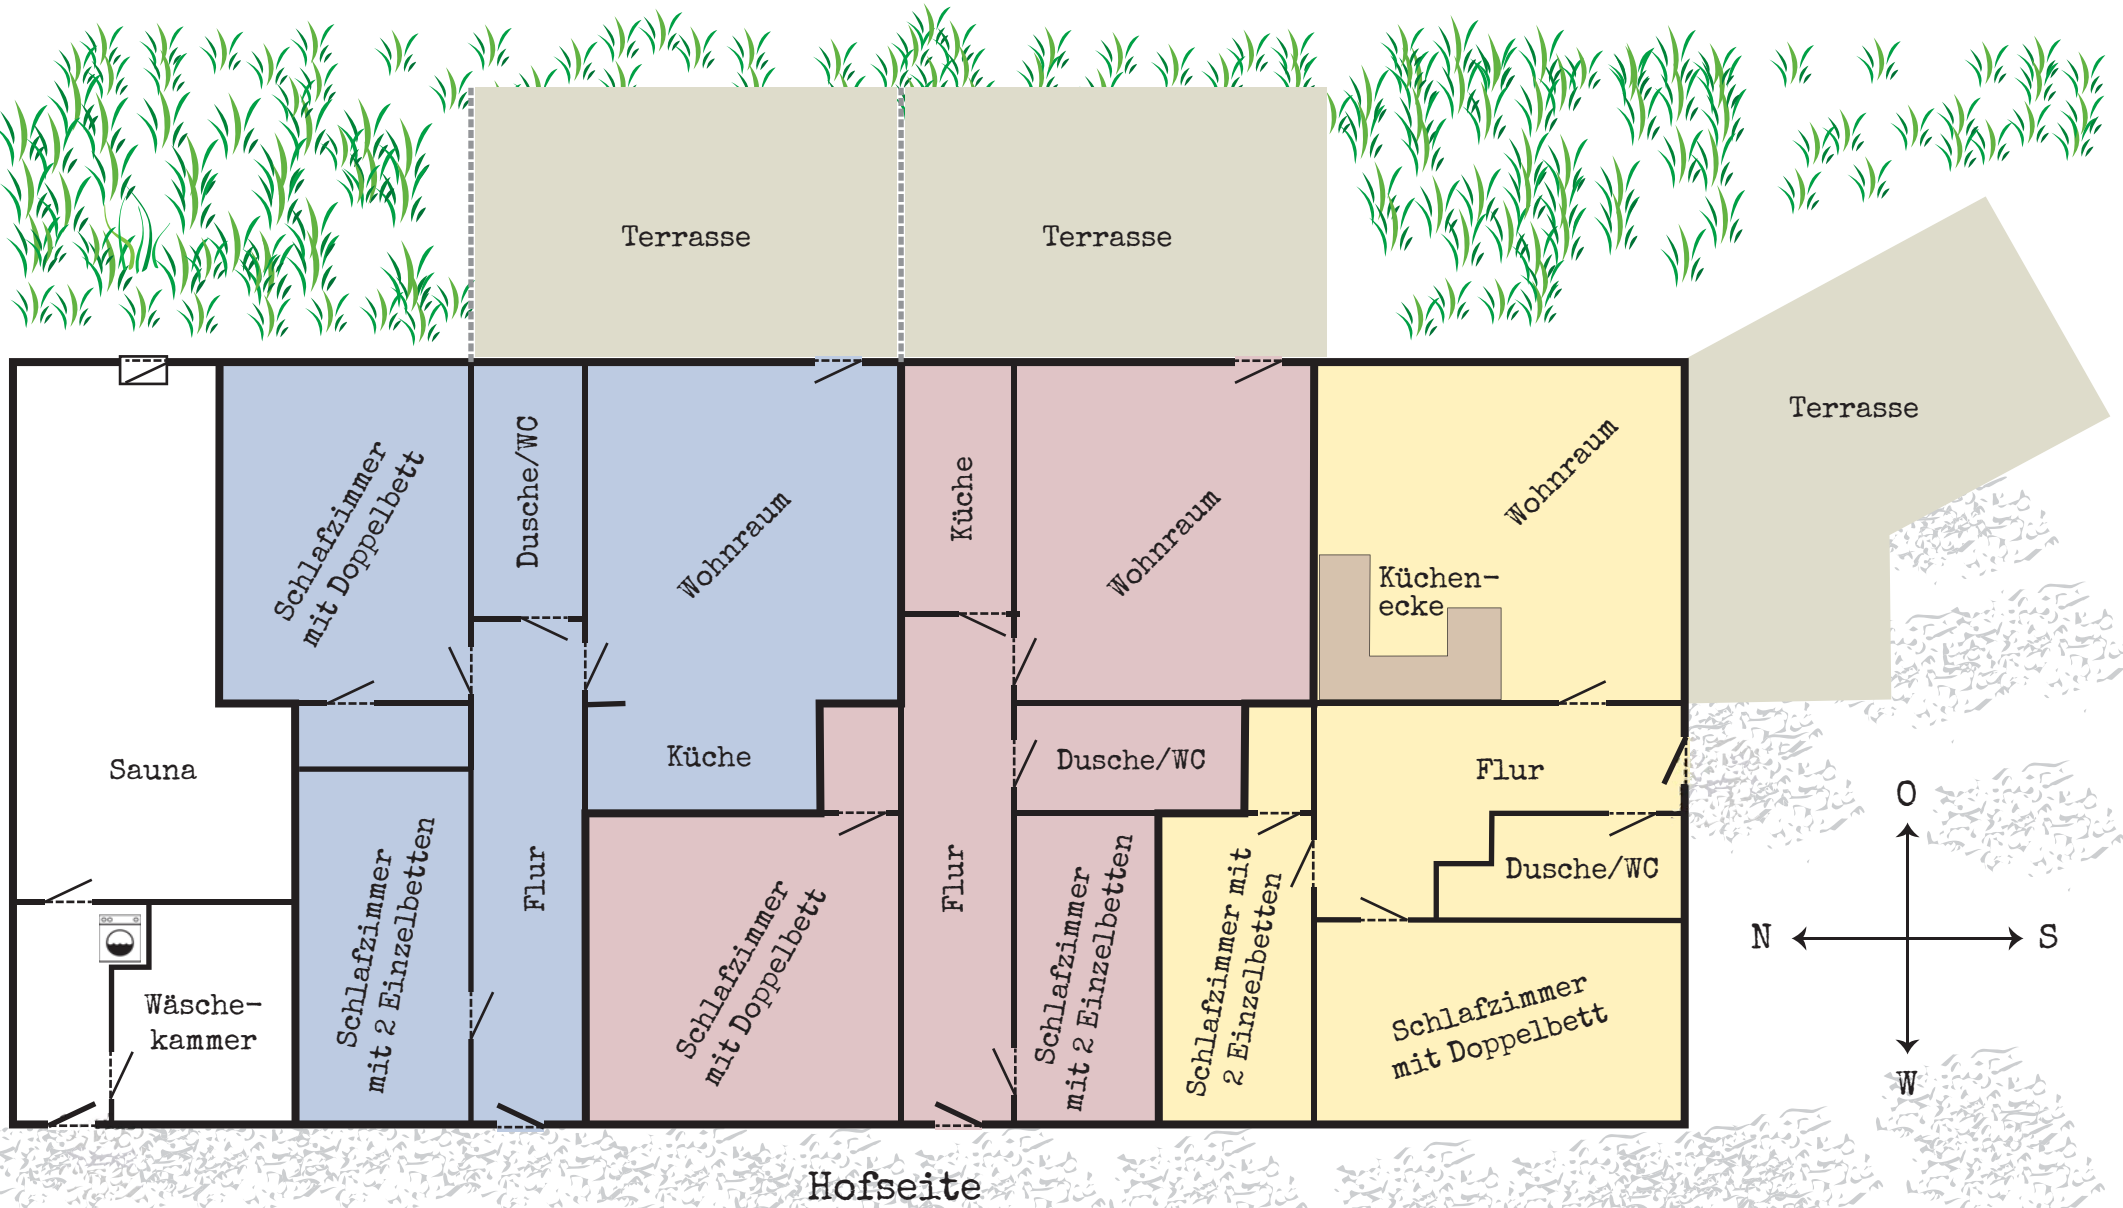 Terrasse
Terrasse
Terrasse
Schlafzimmer
mit Doppelbett
Dusche/WC
Wohnraum
Küche
Wohnraum
Wohnraum
Küchen-
ecke
Sauna
Küche
Dusche/WC
Flur
Dusche/WC
Schlafzimmer
mit 2 Einzelbetten
Flur
Schlafzimmer
mit Doppelbett
Flur
Schlafzimmer
mit 2 Einzelbetten
Schlafzimmer mit
2 Einzelbetten
Schlafzimmer
mit Doppelbett
Wäsche-
kammer
O
N
S
W
Hofseite